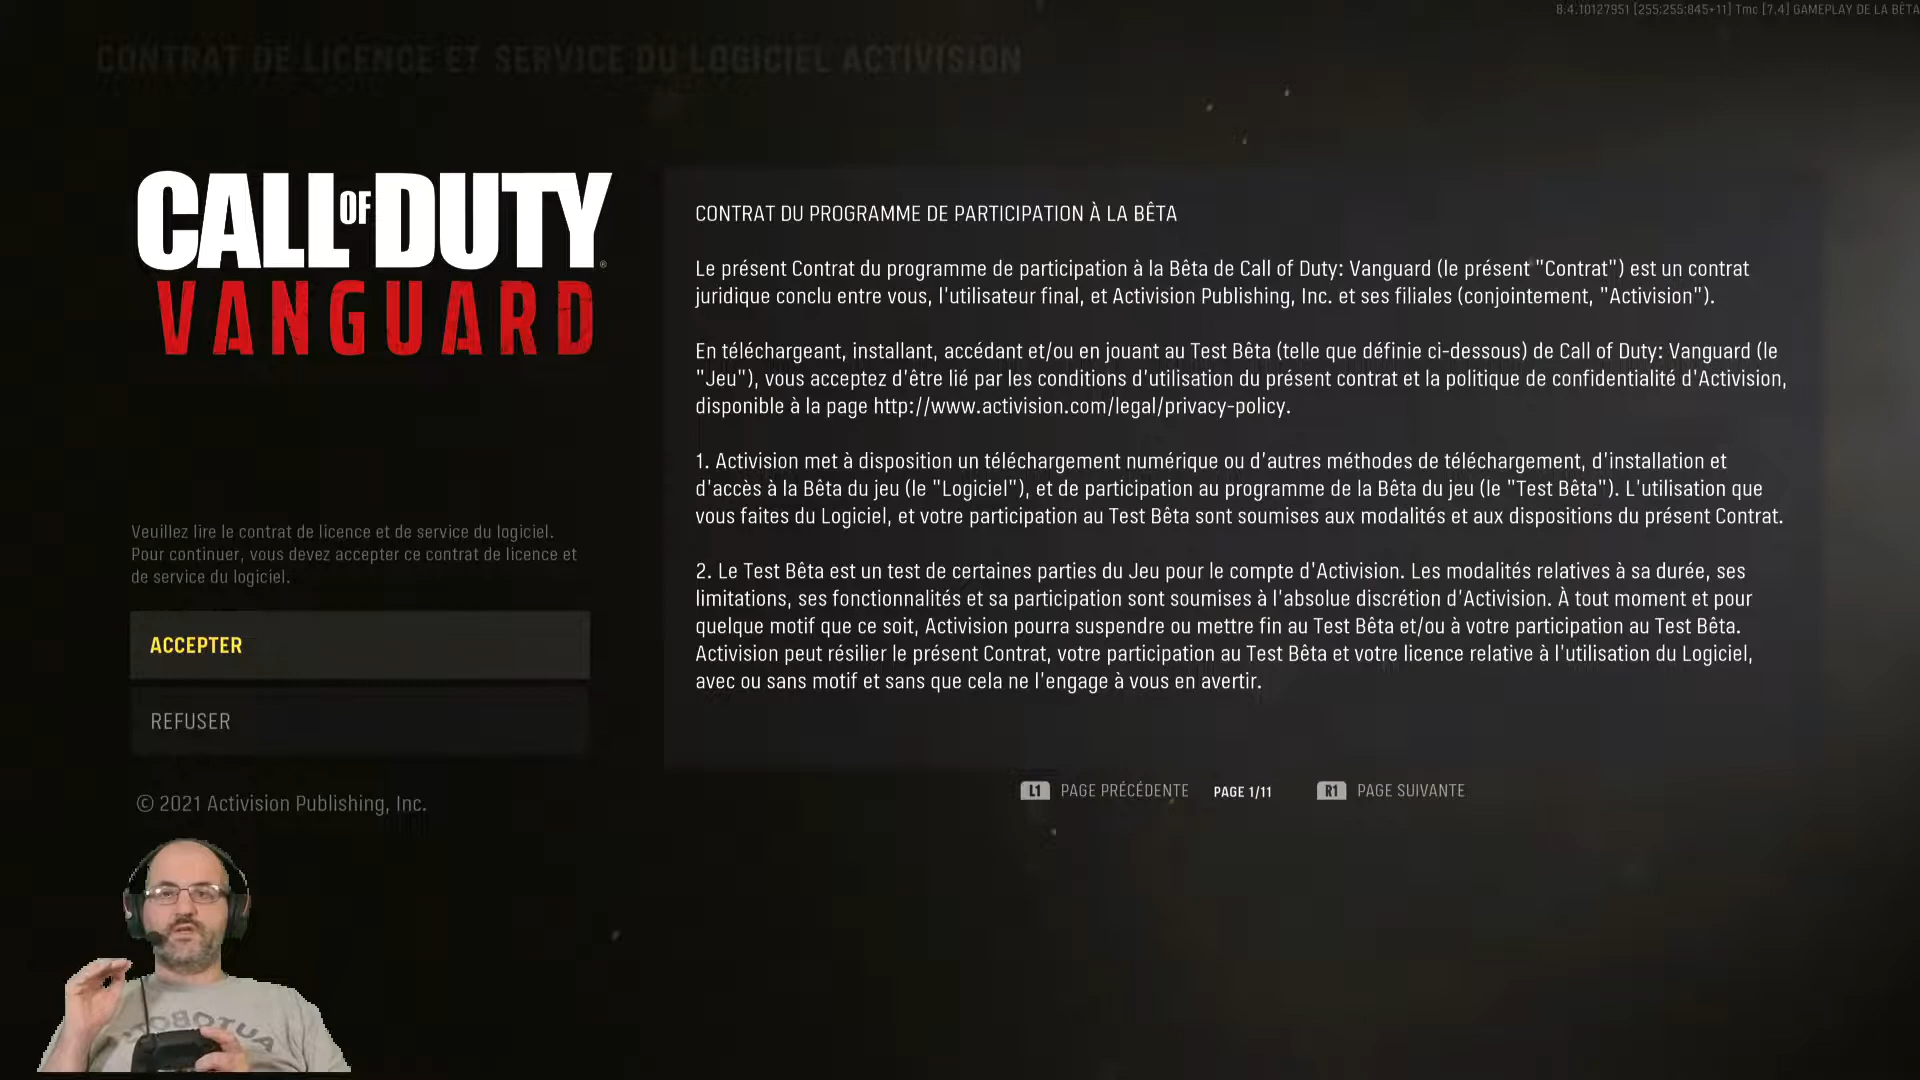 8.4.10127951 [255:255:845+11] Tmc [7.4] GAMEPLAY DE LA BÊTA
CONTRAT DE LICENCE ET SERVICE DU LOGICIEL ACTIVISION
CALL OF DUTY®
VANGUARD
CONTRAT DU PROGRAMME DE PARTICIPATION À LA BÊTA
Le présent Contrat du programme de participation à la Bêta de Call of Duty: Vanguard (le présent "Contrat") est un contrat
juridique conclu entre vous, l'utilisateur final, et Activision Publishing, Inc. et ses filiales (conjointement, "Activision").
En téléchargeant, installant, accédant et/ou en jouant au Test Bêta (telle que définie ci-dessous) de Call of Duty: Vanguard (le
"Jeu"), vous acceptez d'être lié par les conditions d'utilisation du présent contrat et la politique de confidentialité d'Activision,
disponible à la page http://www.activision.com/legal/privacy-policy.
1. Activision met à disposition un téléchargement numérique ou d'autres méthodes de téléchargement, d'installation et
d'accès à la Bêta du jeu (le "Logiciel"), et de participation au programme de la Bêta du jeu (le "Test Bêta"). L'utilisation que
vous faites du Logiciel, et votre participation au Test Bêta sont soumises aux modalités et aux dispositions du présent Contrat.
2. Le Test Bêta est un test de certaines parties du Jeu pour le compte d'Activision. Les modalités relatives à sa durée, ses
limitations, ses fonctionnalités et sa participation sont soumises à l'absolue discrétion d'Activision. À tout moment et pour
quelque motif que ce soit, Activision pourra suspendre ou mettre fin au Test Bêta et/ou à votre participation au Test Bêta.
Activision peut résilier le présent Contrat, votre participation au Test Bêta et votre licence relative à l'utilisation du Logiciel,
avec ou sans motif et sans que cela ne l'engage à vous en avertir.
Veuillez lire le contrat de licence et de service du logiciel.
Pour continuer, vous devez accepter ce contrat de licence et
de service du logiciel.
ACCEPTER
REFUSER
L1 PAGE PRÉCÉDENTE PAGE 1/11 R1 PAGE SUIVANTE
© 2021 Activision Publishing, Inc.